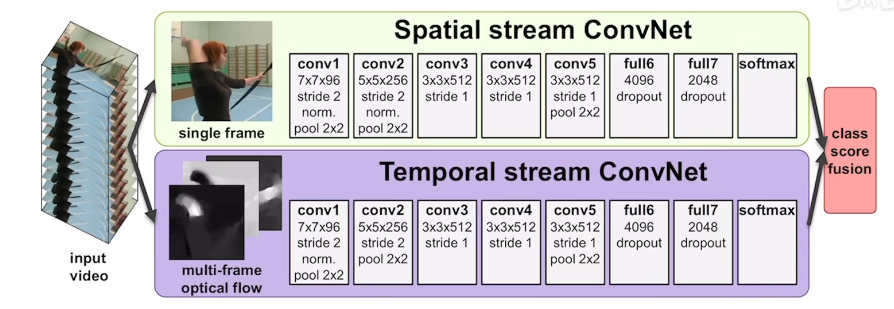 Spatial stream ConvNet
conv1
7x7x96
stride 2
norm.
pool 2x2
conv2
5x5x256
stride 2
norm.
pool 2x2
conv3
3x3x512
stride 1
conv4
3x3x512
stride 1
conv5
3x3x512
stride 1
pool 2x2
full6
4096
dropout
full7
2048
dropout
softmax
single frame
Temporal stream ConvNet
conv1
7x7x96
stride 2
norm.
pool 2x2
conv2
5x5x256
stride 2
pool 2x2
conv3
3x3x512
stride 1
conv4
3x3x512
stride 1
conv5
3x3x512
stride 1
pool 2x2
full6
4096
dropout
full7
2048
dropout
softmax
multi-frame
optical flow
input
video
class
score
fusion